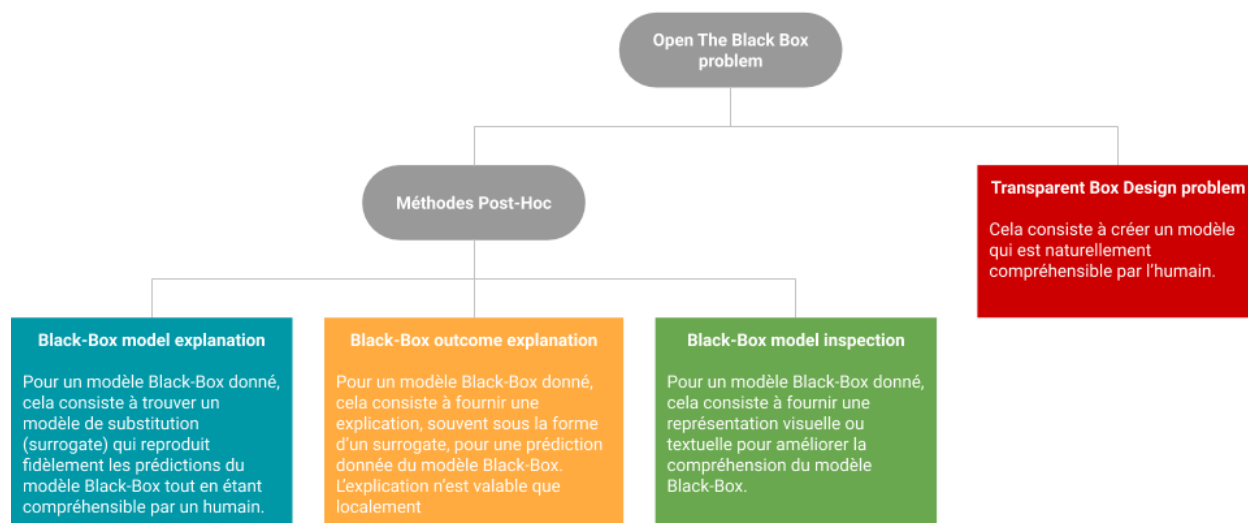 Open The Black Box
problem
Méthodes Post-Hoc
Transparent Box Design problem
Cela consiste à créer un modèle
qui est naturellement
compréhensible par l'humain.
Black-Box model explanation
Pour un modèle Black-Box donné,
cela consiste à trouver un
modèle de substitution
(surrogate) qui reproduit
fidèlement les prédictions du
modèle Black-Box tout en étant
compréhensible par un humain.
Black-Box outcome explanation
Pour un modèle Black-Box donné,
cela consiste à fournir une
explication, souvent sous la forme
d'un surrogate, pour une prédiction
donnée du modèle Black-Box.
L'explication n'est valable que
localement
Black-Box model inspection
Pour un modèle Black-Box donné,
cela consiste à fournir une
représentation visuelle ou
textuelle pour améliorer la
compréhension du modèle
Black-Box.